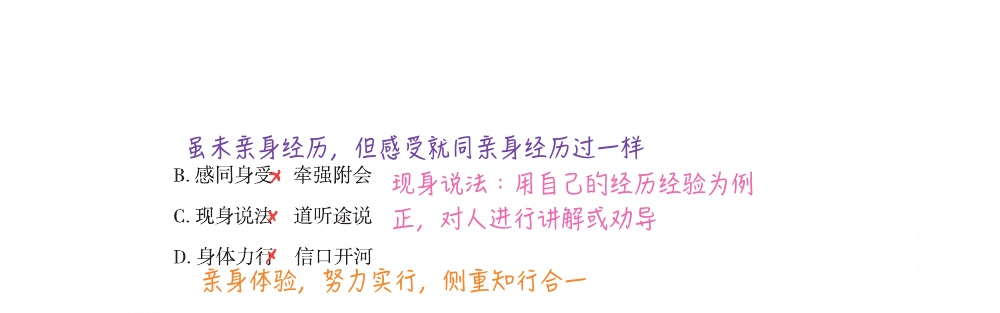 虽未亲身经历，但感受就同亲身经历过一样
B. 感同身受 牵强附会
现身说法：用自己的经历经验为例
C. 现身说法 道听途说
正，对人进行讲解或劝导
D. 身体力行 信口开河
亲身体验，努力实行，侧重知行合一